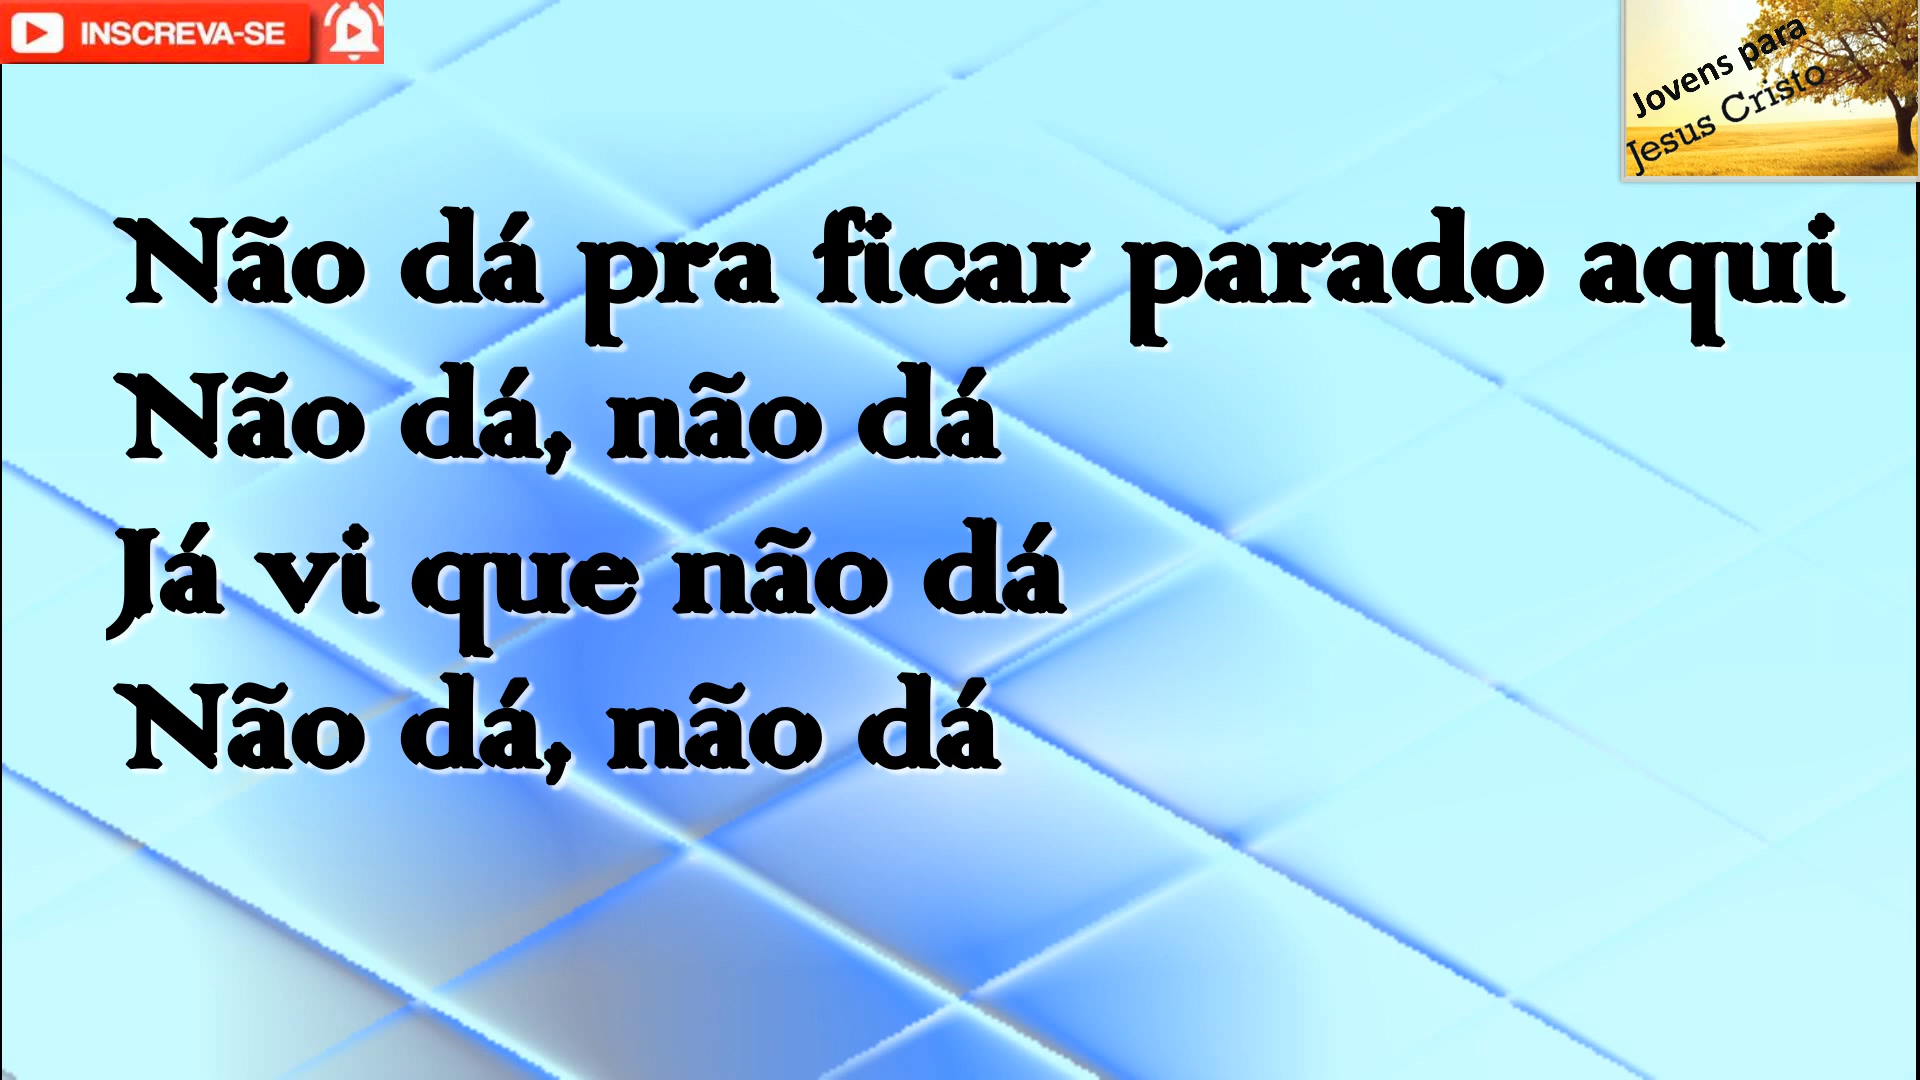 INSCREVA-SE
Jovens para
Jesus Cristo
Não dá pra ficar parado aqui
Não dá, não dá
Já vi que não dá
Não dá, não dá